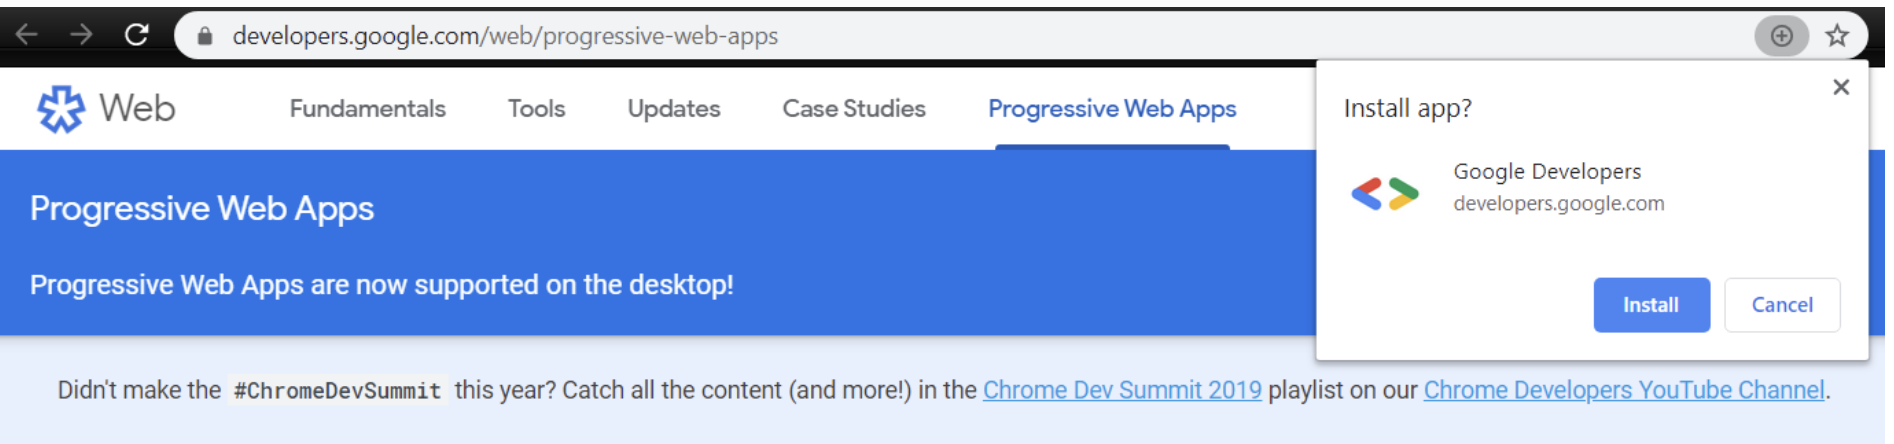 developers.google.com/web/progressive-web-apps
Web Fundamentals Tools Updates Case Studies Progressive Web Apps
Install app?
Google Developers
developers.google.com
Install Cancel
Progressive Web Apps
Progressive Web Apps are now supported on the desktop!
Didn't make the #ChromeDevSummit this year? Catch all the content (and more!) in the Chrome Dev Summit 2019 playlist on our Chrome Developers YouTube Channel.